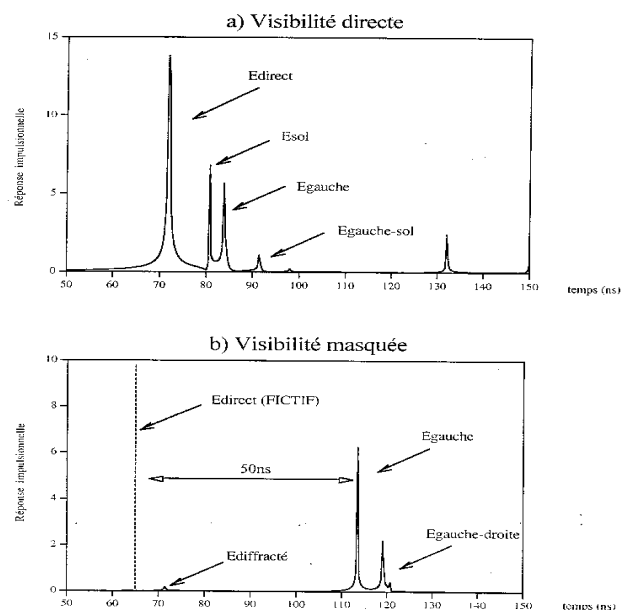 a) Visibilité directe
15
10
5
0
Réponse impulsionnelle
Edirect
Esol
Egauche
Egauche-sol
50 60 70 80 90 100 110 120 130 140 150
temps (ns)
b) Visibilité masquée
10
8
6
4
2
0
Réponse impulsionnelle
Edirect (FICTIF)
50ns
Egauche
Ediffracté
Egauche-droite
50 60 70 80 90 100 110 120 130 140 150
temps (ns)